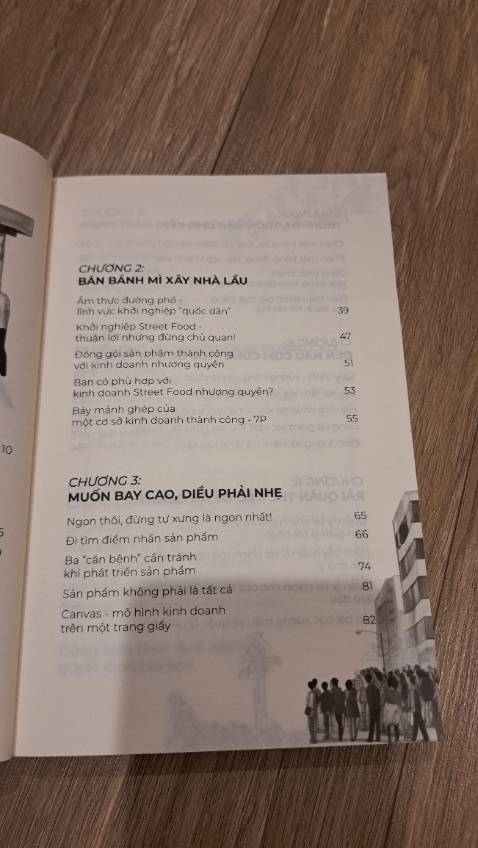 CHƯƠNG 2:
BÁN BÁNH MÌ XÂY NHÀ LẦU
Ẩm thực đường phố -
lĩnh vực khởi nghiệp "quốc dân" 39
Khởi nghiệp Street Food -
thuận lợi nhưng đừng chủ quan! 47
Đóng gói sản phẩm thành công
với kinh doanh nhượng quyền 51
Bạn có phù hợp với
kinh doanh Street Food nhượng quyền? 53
Bảy mảnh ghép của
một cơ sở kinh doanh thành công - 7P 55
10
CHƯƠNG 3:
MUỐN BAY CAO, DIỀU PHẢI NHẸ
Ngon thôi, đừng tự xưng là ngon nhất! 65
Đi tìm điểm nhấn sản phẩm 66
Ba "căn bệnh" cần tránh
khi phát triển sản phẩm 74
Sản phẩm không phải là tất cả 81
Canvas - mô hình kinh doanh
trên một trang giấy 82